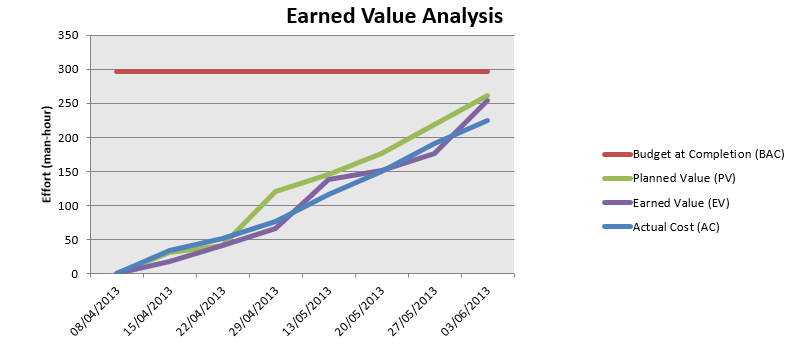 Earned Value Analysis
350
300
250
200
150
100
50
0
Effort (man-hour)
08/04/2013
15/04/2013
22/04/2013
29/04/2013
13/05/2013
20/05/2013
27/05/2013
03/06/2013
Budget at Completion (BAC)
Planned Value (PV)
Earned Value (EV)
Actual Cost (AC)